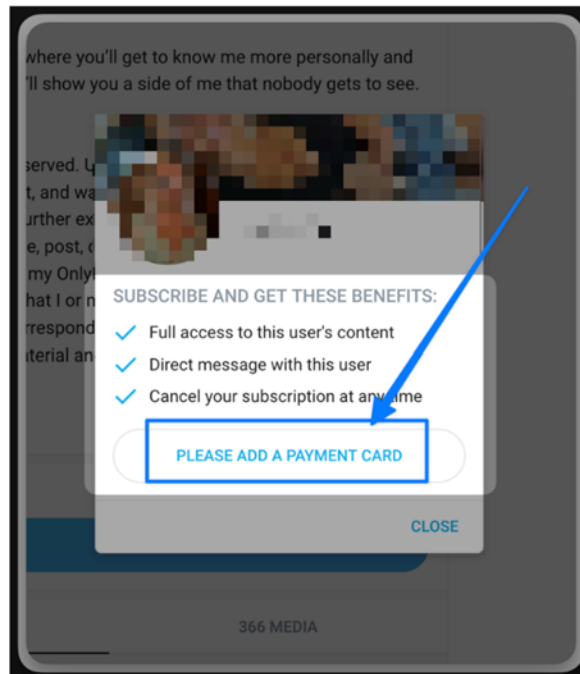 where you'll get to know me more personally and
'll show you a side of me that nobody gets to see.
served.
t, and wa
urther ex
e, post,
my Only
hat I or n
rrespond
terial an
SUBSCRIBE AND GET THESE BENEFITS:
Full access to this user's content
Direct message with this user
Cancel your subscription at any time
PLEASE ADD A PAYMENT CARD
CLOSE
366 MEDIA